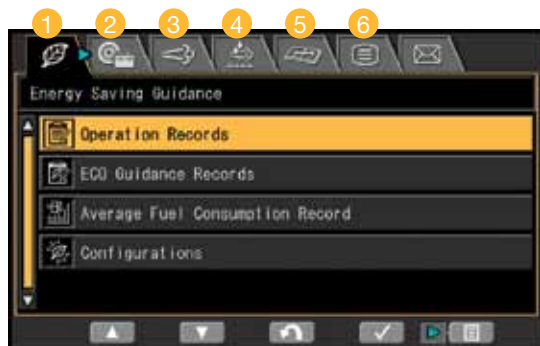 1 2 3 4 5 6
Energy Saving Guidance
Operation Records
ECO Guidance Records
Average Fuel Consumption Record
Configurations